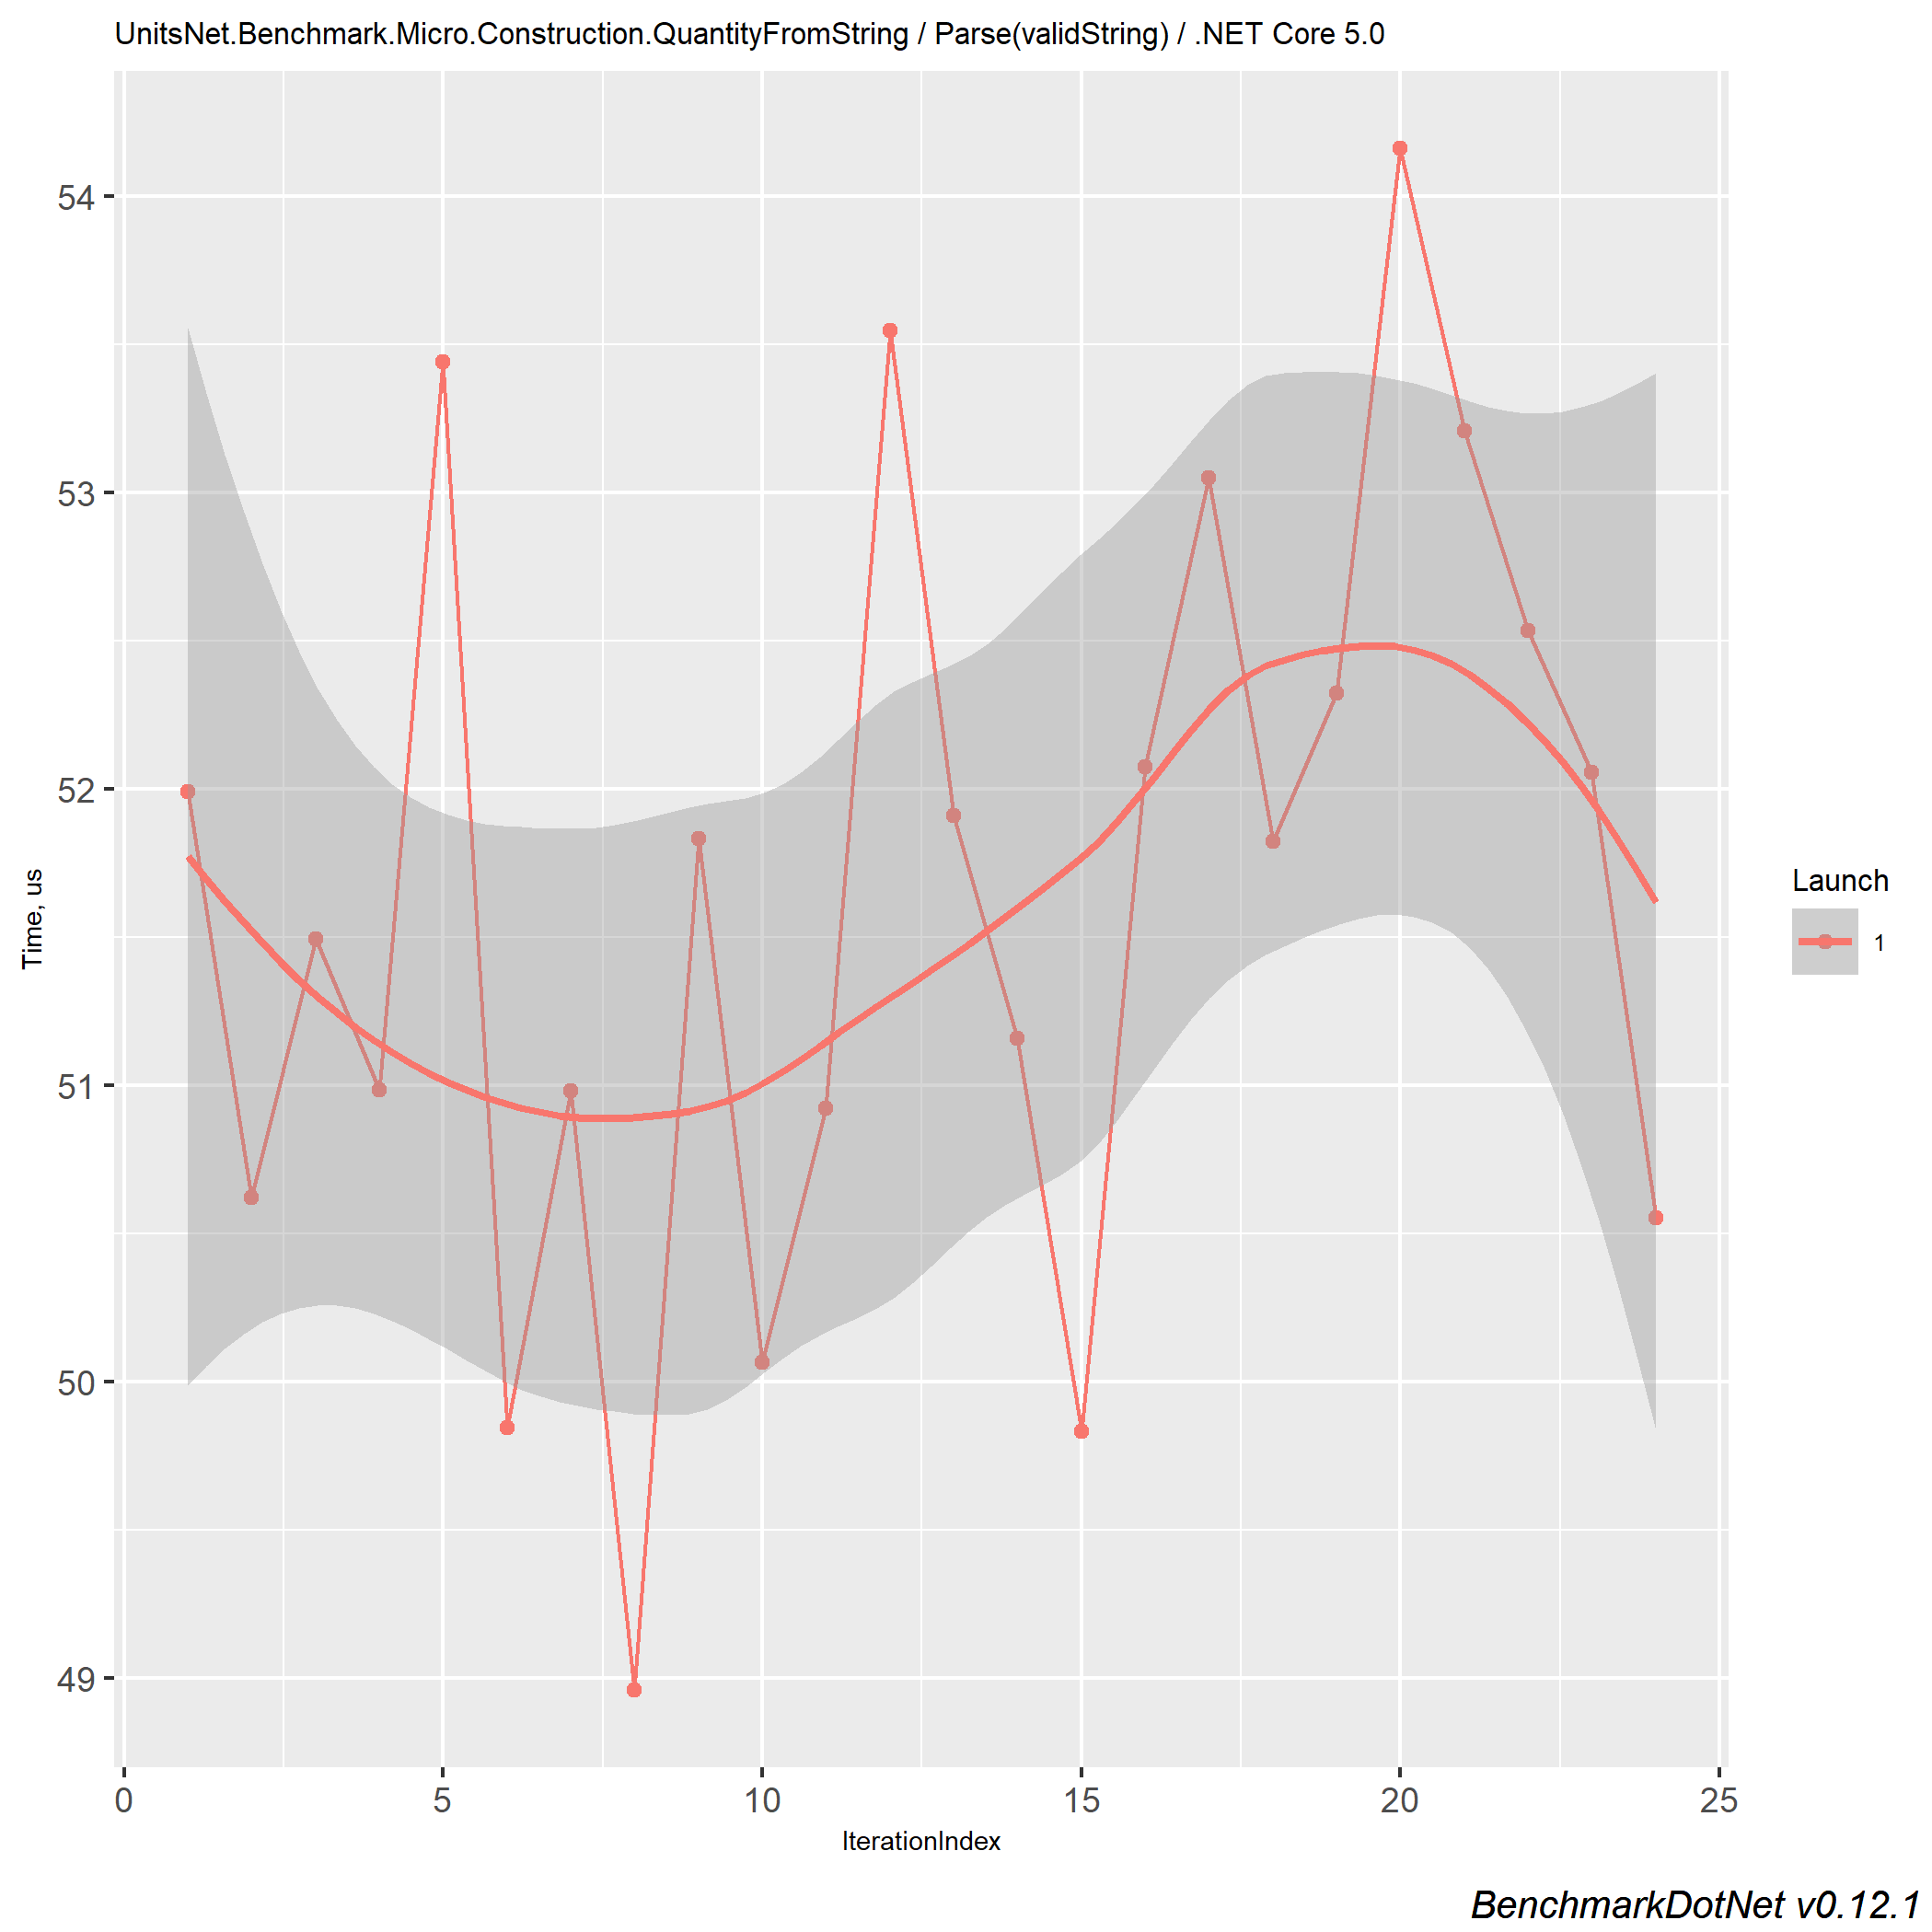 UnitsNet.Benchmark.Micro.Construction.QuantityFromString / Parse(validString) / .NET Core 5.0
54
53
52
51
50
49
Time, us
0 5 10 15 20 25
IterationIndex
Launch
1
BenchmarkDotNet v0.12.1